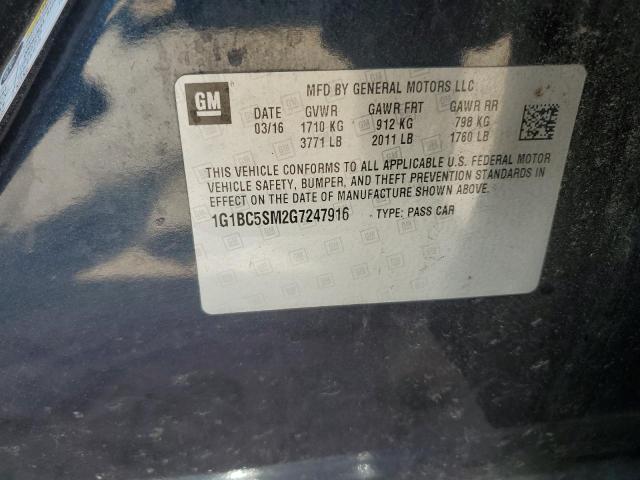 GM
MFD BY GENERAL MOTORS LLC
DATE GVWR GAWR FRT GAWR RR
03/16 1710 KG 912 KG 798 KG
3771 LB 2011 LB 1760 LB
THIS VEHICLE CONFORMS TO ALL APPLICABLE U.S. FEDERAL MOTOR
VEHICLE SAFETY, BUMPER, AND THEFT PREVENTION STANDARDS IN
EFFECT ON THE DATE OF MANUFACTURE SHOWN ABOVE.
1G1BC5SM2G7247916 TYPE: PASS CAR